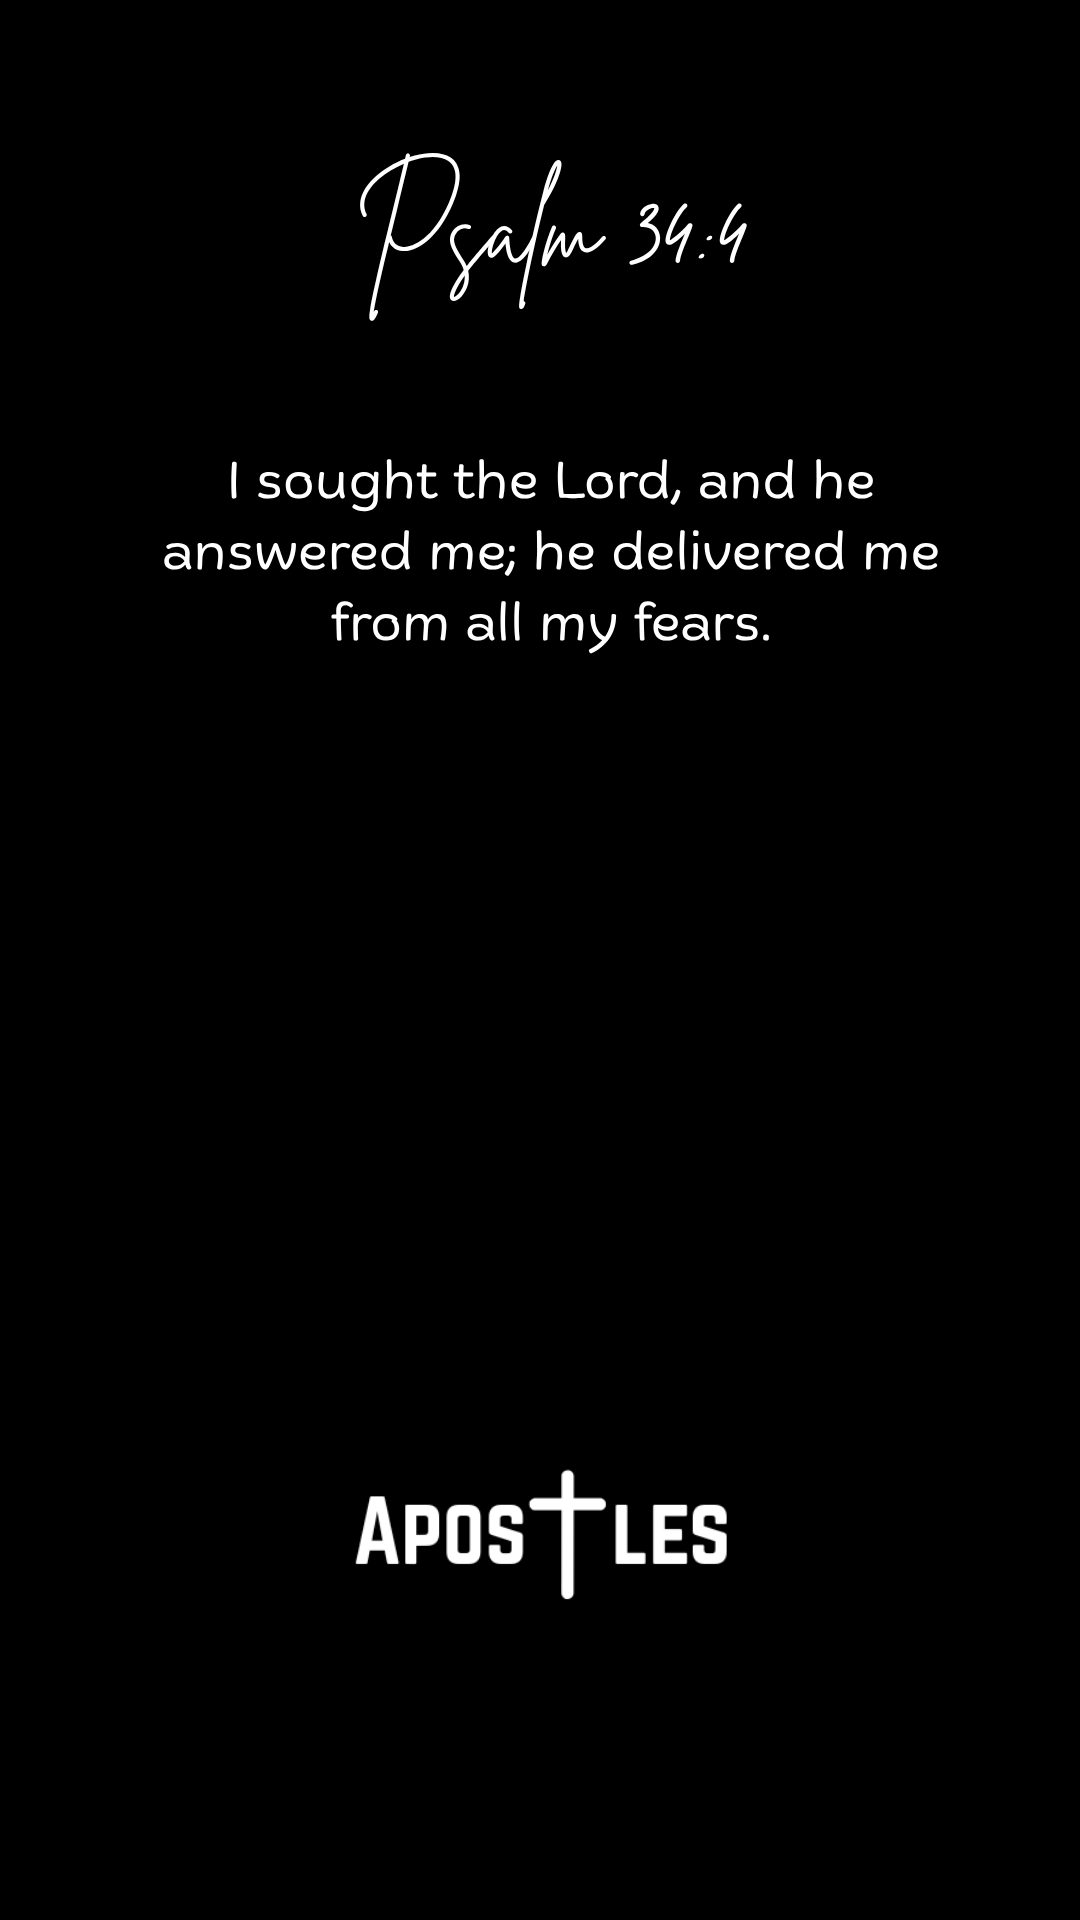 Psalm 34:4
I sought the Lord, and he
answered me; he delivered me
from all my fears.
APOSTLES